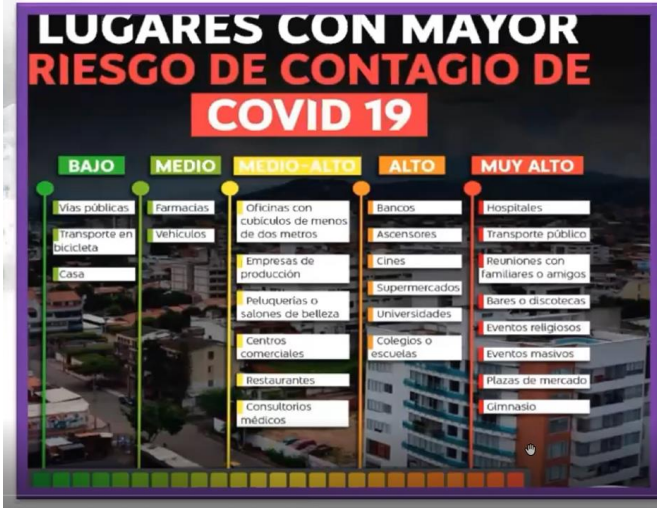 LUGARES CON MAYOR
RIESGO DE CONTAGIO DE
COVID 19
BAJO
Vías públicas
Transporte en
bicicleta
Casa
MEDIO
Farmacias
Vehículos
MEDIO-ALTO
Oficinas con
cubículos de menos
de dos metros
Empresas de
producción
Peluquerías o
salones de belleza
Centros
comerciales
Restaurantes
Consultorios
médicos
ALTO
Bancos
Ascensores
Cines
Supermercados
Universidades
Colegios o
escuelas
MUY ALTO
Hospitales
Transporte público
Reuniones con
familiares o amigos
Bares o discotecas
Eventos religiosos
Eventos masivos
Plazas de mercado
Gimnasio